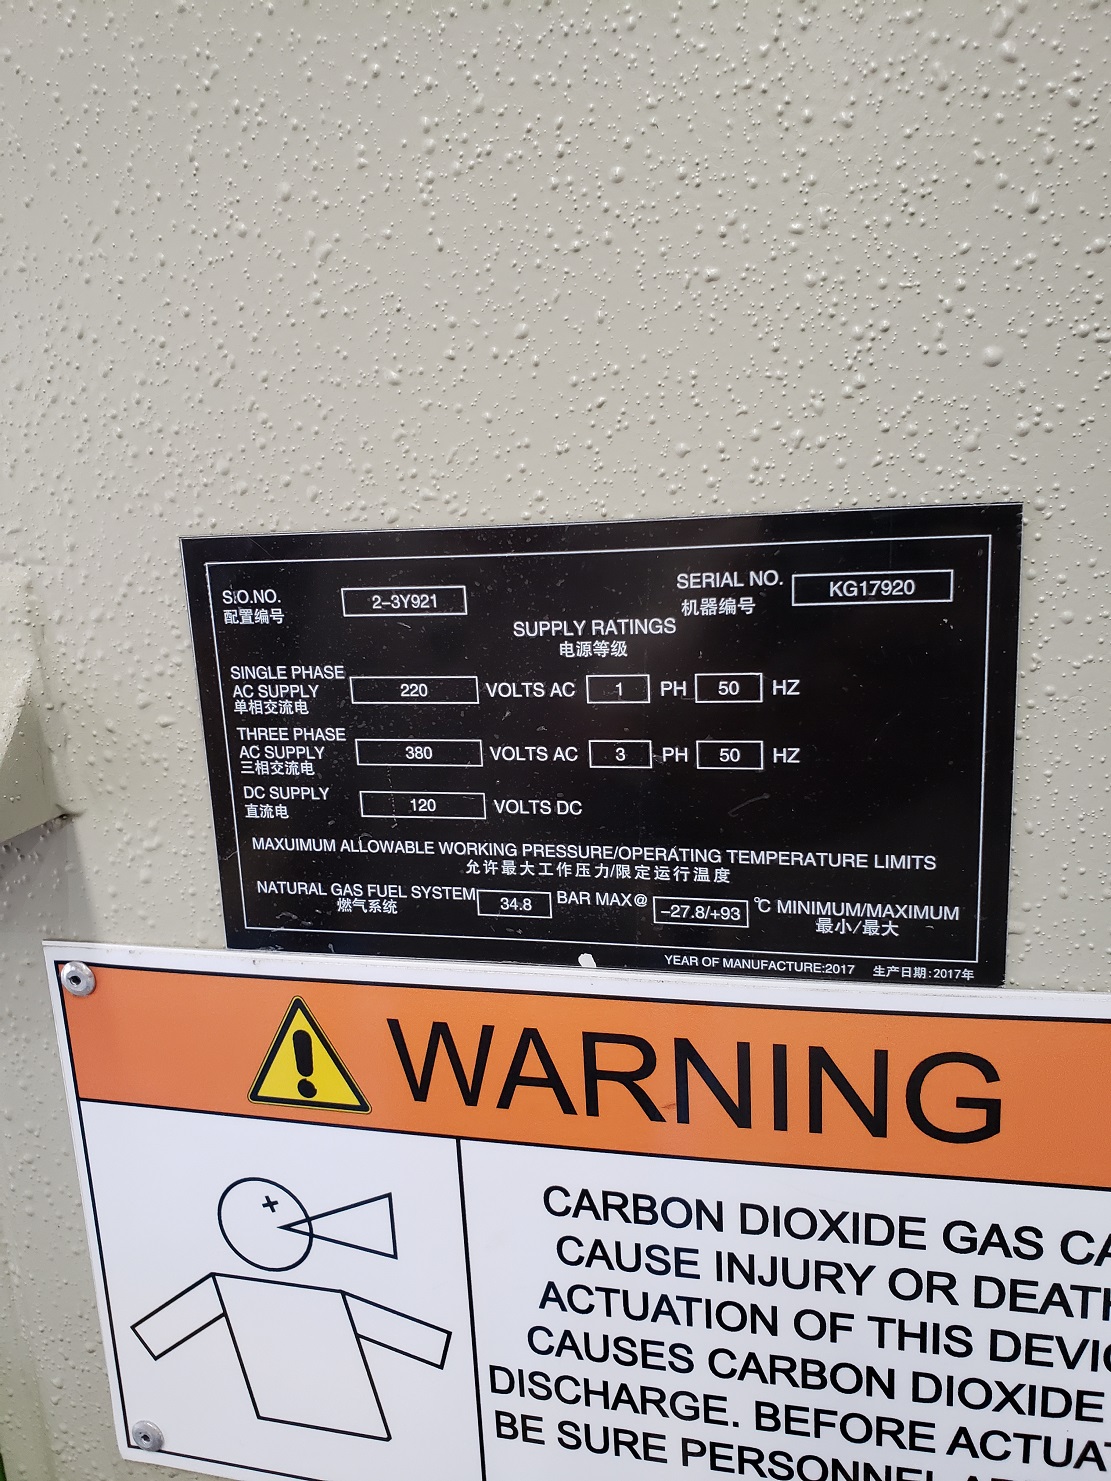 S.O.NO. 2-3Y921 SERIAL NO. KG17920
配置编号 机器编号
SUPPLY RATINGS
电源等级
SINGLE PHASE
AC SUPPLY 220 VOLTS AC 1 PH 50 HZ
单相交流电
THREE PHASE
AC SUPPLY 380 VOLTS AC 3 PH 50 HZ
三相交流电
DC SUPPLY 120 VOLTS DC
直流电
MAXUIMUM ALLOWABLE WORKING PRESSURE/OPERATING TEMPERATURE LIMITS
允许最大工作压力/限定运行温度
NATURAL GAS FUEL SYSTEM 34.8 BAR MAX@ -27.8/+93 °C MINIMUM/MAXIMUM
燃气系统 最小/最大
YEAR OF MANUFACTURE:2017 生产日期:2017年
WARNING
CARBON DIOXIDE GAS CA
CAUSE INJURY OR DEATH
ACTUATION OF THIS DEVIC
CAUSES CARBON DIOXIDE
DISCHARGE. BEFORE ACTUAT
BE SURE PERSONNEL